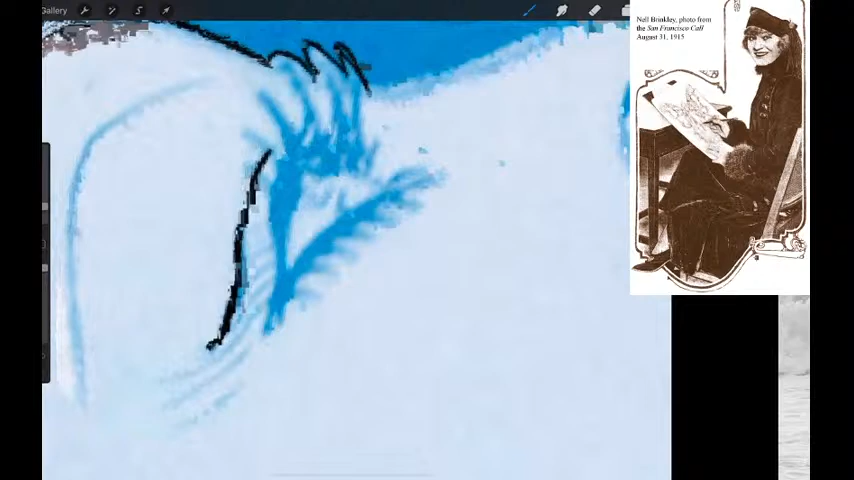 Gallery
Nell Brinkley, photo from
the San Francisco Call
August 31, 1915